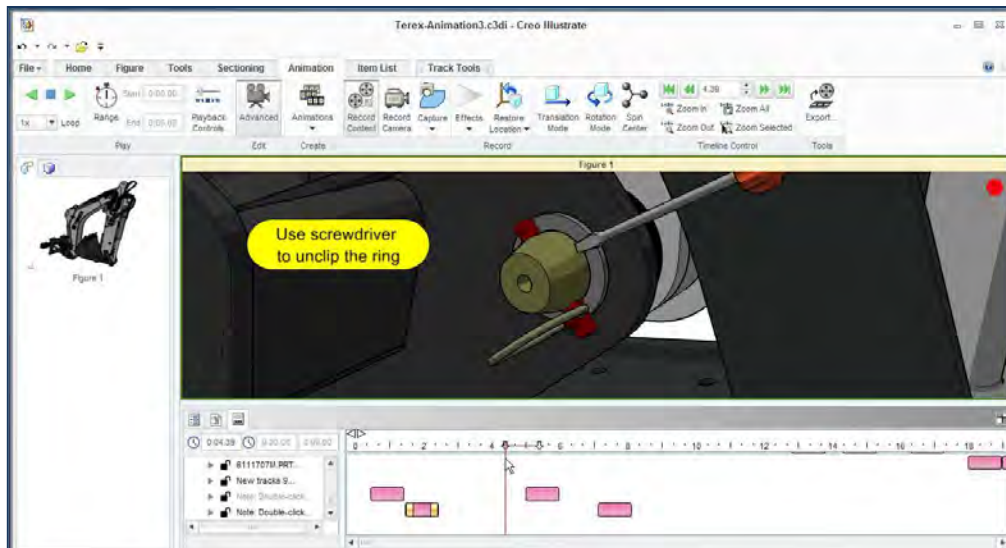 Terex-Animation3.c3di - Creo Illustrate
File Home Figure Tools Sectioning Animation Item List Track Tools
Start 0:00.00
4.39
Zoom In Zoom All
1x Loop Range End
Playback Controls
Advanced
Animations
Record Content
Record Camera
Capture
Effects
Restore Location
Translation Mode
Rotation Mode
Spin Center
Zoom Out Zoom Selected
Export...
Play Edit Create Record Timeline Control Tools
Figure 1
Use screwdriver
to unclip the ring
Figure 1
0:04.39
0 2 4 6 8 10 12 14 16 18
6111707M.PRT...
New tracks 9...
Note: Double-click...
Note: Double-click...